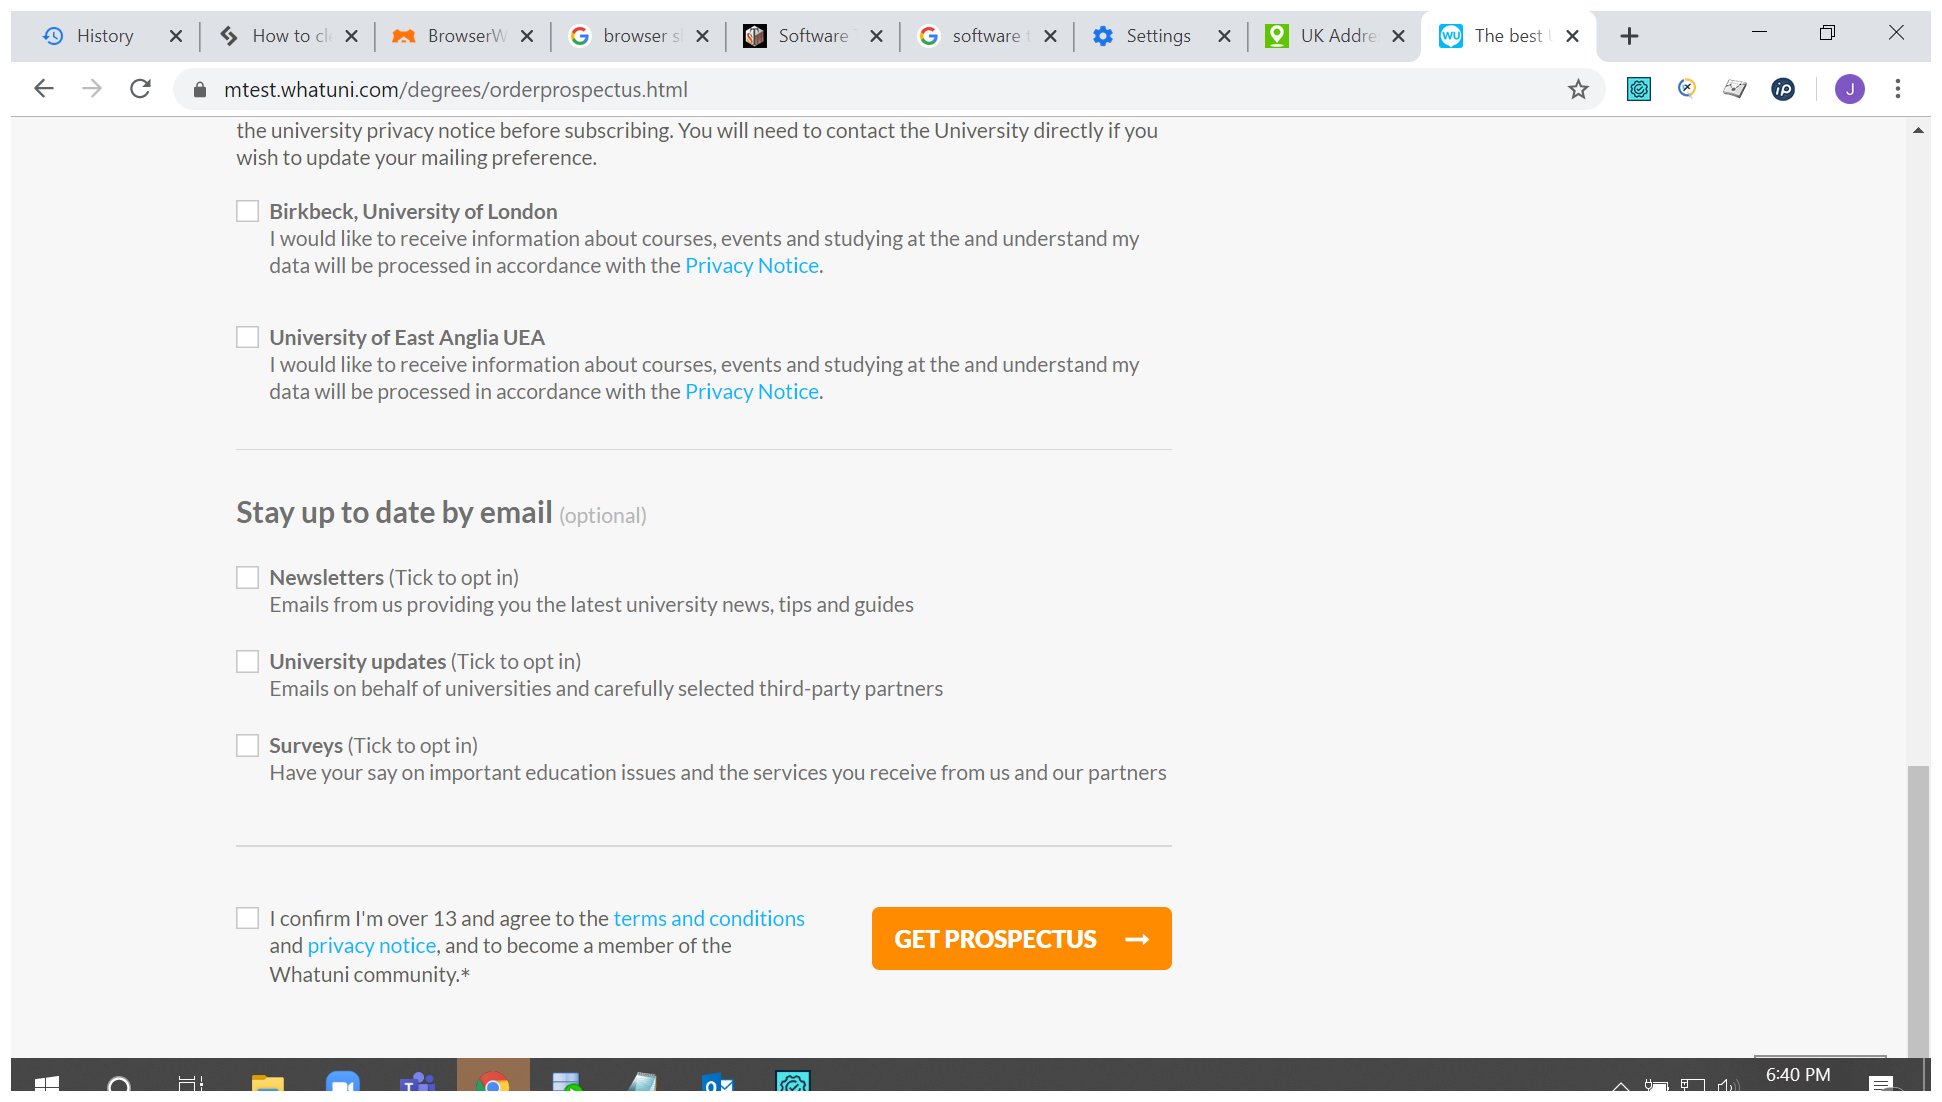 History
How to cl
BrowserW
browser s
Software T
software t
Settings
UK Addre
The best U
mtest.whatuni.com/degrees/orderprospectus.html
iP
J
the university privacy notice before subscribing. You will need to contact the University directly if you
wish to update your mailing preference.
Birkbeck, University of London
I would like to receive information about courses, events and studying at the and understand my
data will be processed in accordance with the Privacy Notice.
University of East Anglia UEA
I would like to receive information about courses, events and studying at the and understand my
data will be processed in accordance with the Privacy Notice.
Stay up to date by email (optional)
Newsletters (Tick to opt in)
Emails from us providing you the latest university news, tips and guides
University updates (Tick to opt in)
Emails on behalf of universities and carefully selected third-party partners
Surveys (Tick to opt in)
Have your say on important education issues and the services you receive from us and our partners
I confirm I'm over 13 and agree to the terms and conditions
and privacy notice, and to become a member of the
Whatuni community.*
GET PROSPECTUS
6:40 PM